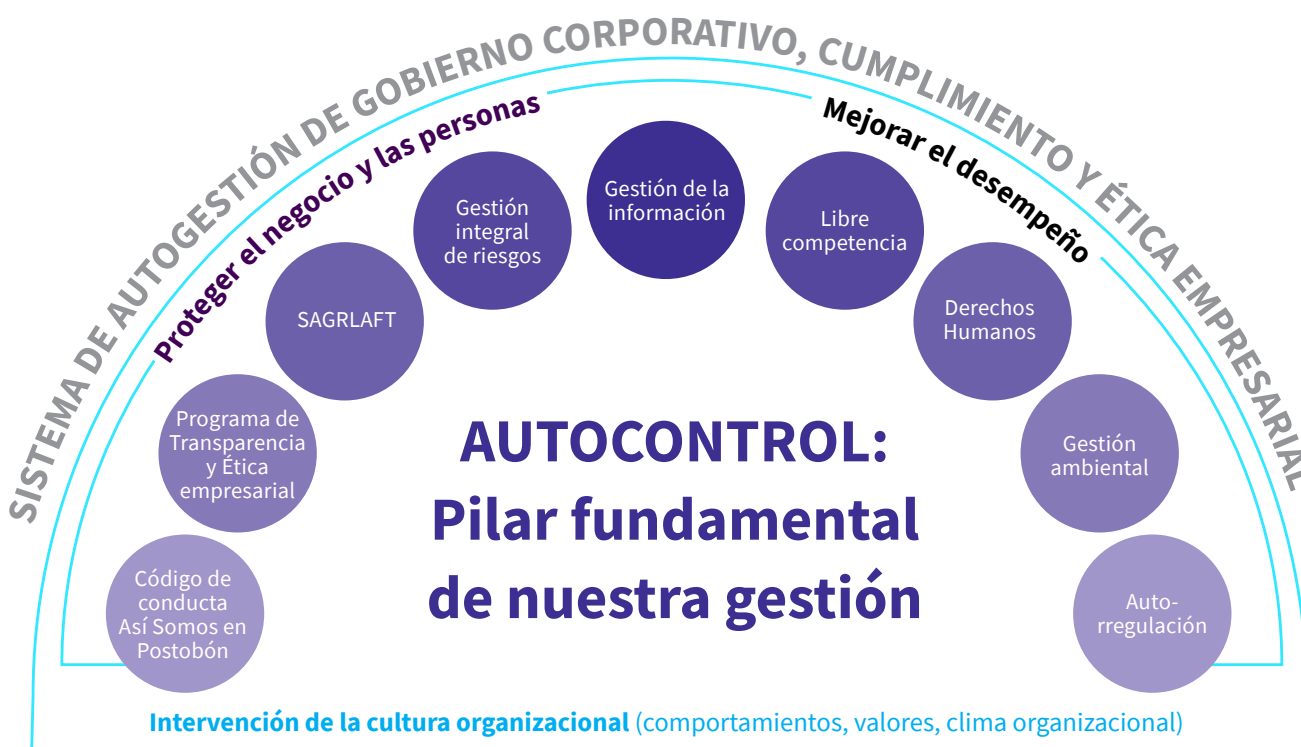 SISTEMA DE AUTOGESTIÓN DE GOBIERNO CORPORATIVO, CUMPLIMIENTO Y ÉTICA EMPRESARIAL
Proteger el negocio y las personas
Mejorar el desempeño
Código de
conducta
Así Somos en
Postobón
Programa de
Transparencia
y Ética
empresarial
SAGRLAFT
Gestión
integral
de riesgos
Gestión de la
información
Libre
competencia
Derechos
Humanos
Gestión
ambiental
Auto-
rregulación
AUTOCONTROL:
Pilar fundamental
de nuestra gestión
Intervención de la cultura organizacional (comportamientos, valores, clima organizacional)